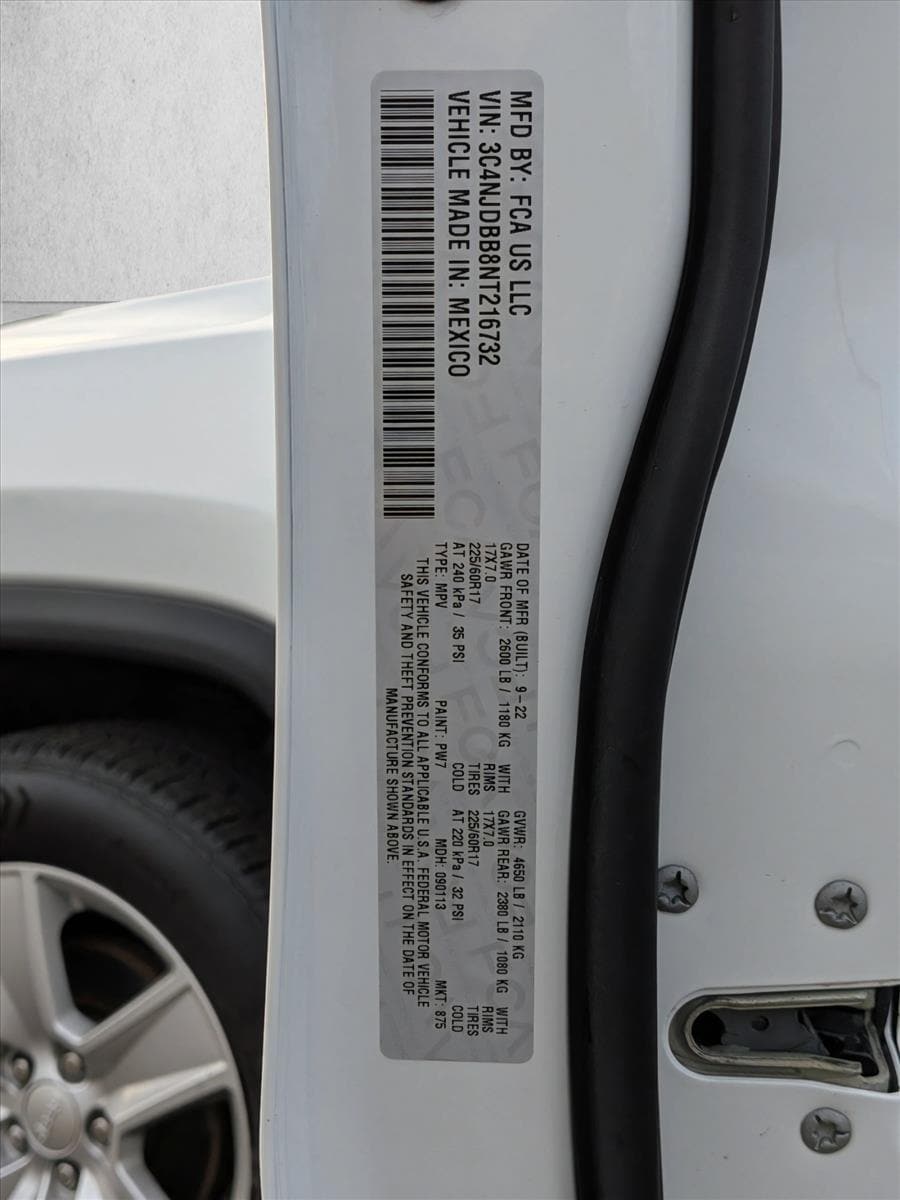 MFD BY: FCA US LLC
VIN: 3C4NJDBB8NT216732
VEHICLE MADE IN: MEXICO
DATE OF MFR (BUILT): 9-22 GVWR: 4650 LB / 2110 KG
GAWR FRONT: 2600 LB / 1180 KG WITH GAWR REAR: 2380 LB / 1080 KG WITH
17X7.0 RIMS 17X7.0 RIMS
225/60R17 TIRES 225/60R17 TIRES
AT 240 kPa / 35 PSI COLD AT 220 kPa / 32 PSI COLD
TYPE: MPV PAINT: PW7 MDH: 090113 MKT: 875
THIS VEHICLE CONFORMS TO ALL APPLICABLE U.S.A. FEDERAL MOTOR VEHICLE
SAFETY AND THEFT PREVENTION STANDARDS IN EFFECT ON THE DATE OF
MANUFACTURE SHOWN ABOVE.